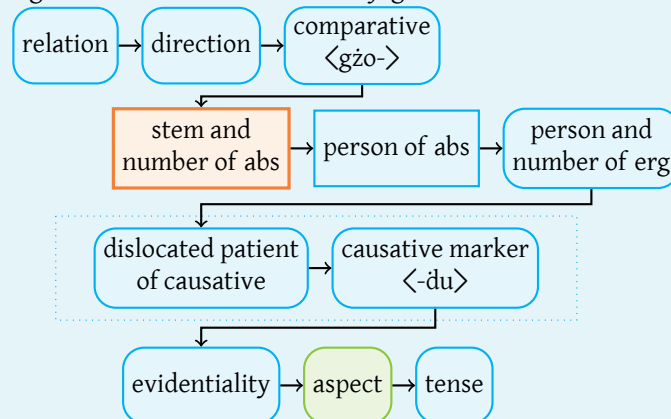 relation direction comparative
⟨gżo-⟩
stem and
number of abs
person of abs
person and
number of erg
dislocated patient
of causative
causative marker
⟨-ḋu⟩
evidentiality aspect tense